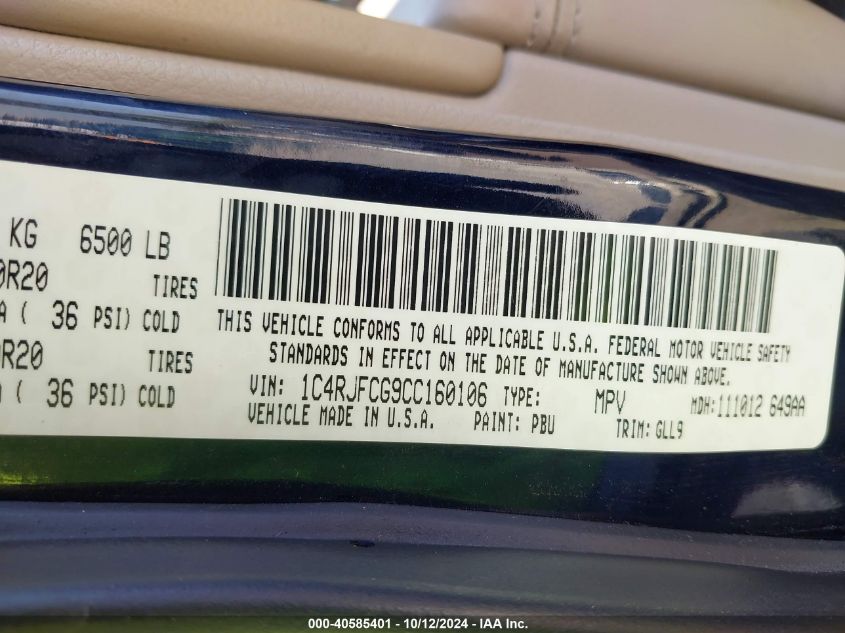 KG 6500 LB
0R20 TIRES
A ( 36 PSI) COLD
0R20 TIRES
( 36 PSI) COLD
THIS VEHICLE CONFORMS TO ALL APPLICABLE U.S.A. FEDERAL MOTOR VEHICLE SAFETY
STANDARDS IN EFFECT ON THE DATE OF MANUFACTURE SHOWN ABOVE.
VIN: 1C4RJFCG9CC160106 TYPE: MPV MDH:111012 649AA
VEHICLE MADE IN U.S.A. PAINT: PBU TRIM: GLL9
000-40585401 - 10/12/2024 - IAA Inc.